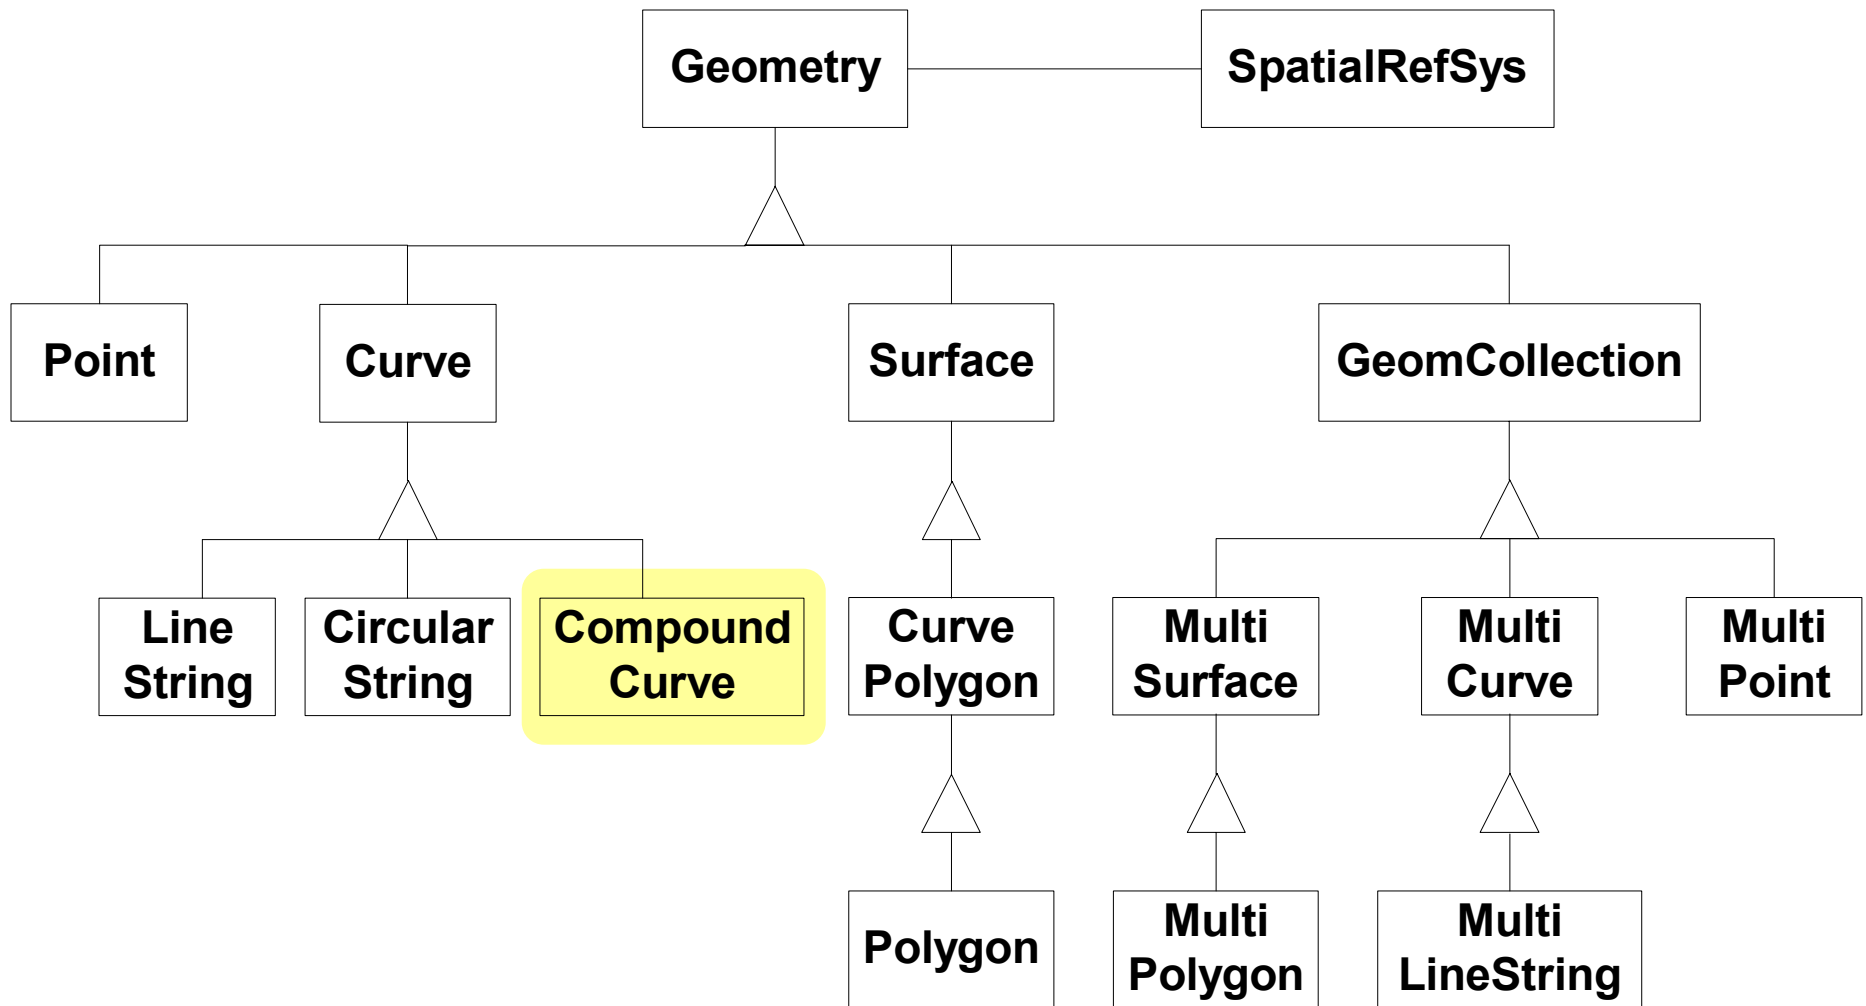 Geometry
SpatialRefSys
Point
Curve
Surface
GeomCollection
Line
String
Circular
String
Compound
Curve
Curve
Polygon
Multi
Surface
Multi
Curve
Multi
Point
Polygon
Multi
Polygon
Multi
LineString